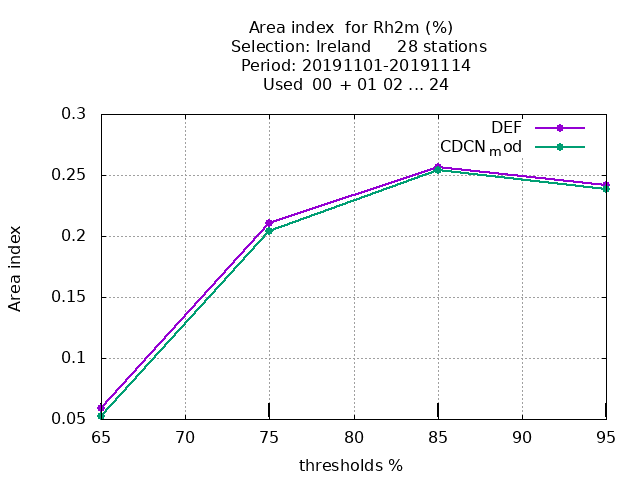 Area index  for Rh2m (%)
Selection: Ireland     28 stations
Period: 20191101-20191114
Used  00 + 01 02 ... 24
0.3
0.25
0.2
0.15
0.1
0.05
Area index
DEF
CDCN_mod
65 70 75 80 85 90 95
thresholds %